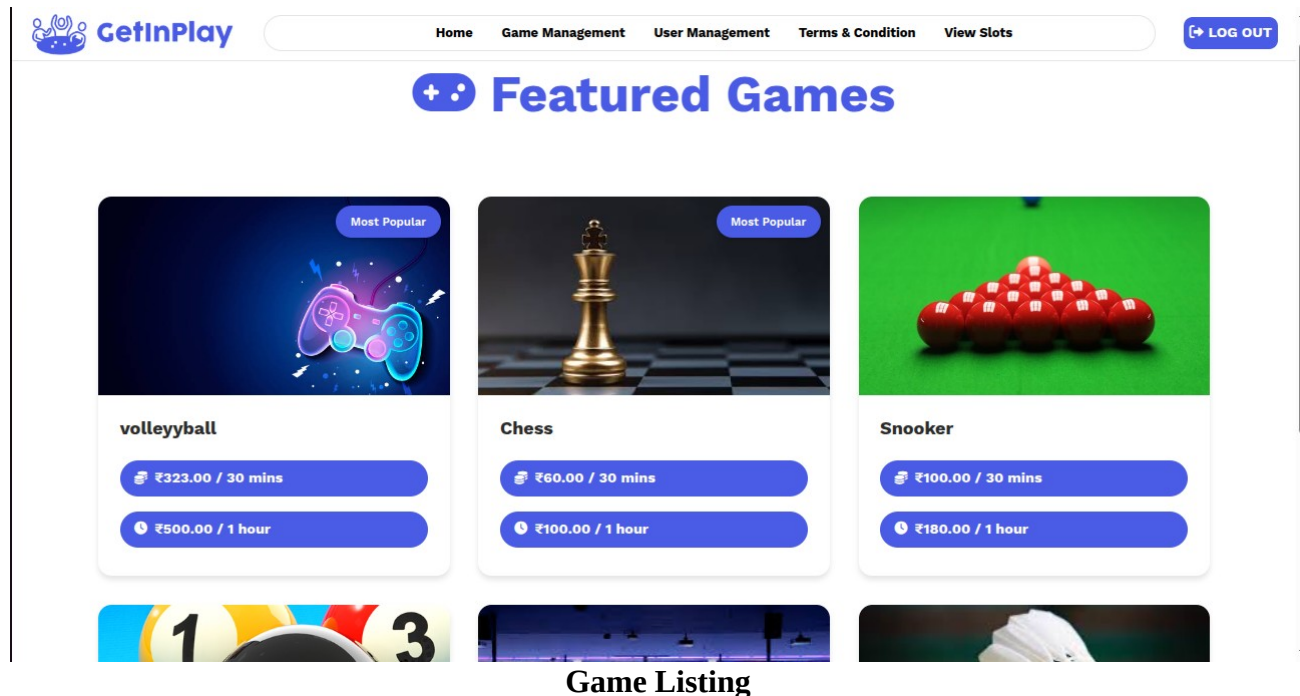 GetInPlay
Home Game Management User Management Terms & Condition View Slots
LOG OUT
Featured Games
Most Popular
Most Popular
volleyyball
Chess
Snooker
₹323.00 / 30 mins
₹60.00 / 30 mins
₹100.00 / 30 mins
₹500.00 / 1 hour
₹100.00 / 1 hour
₹180.00 / 1 hour
1
3
Game Listing